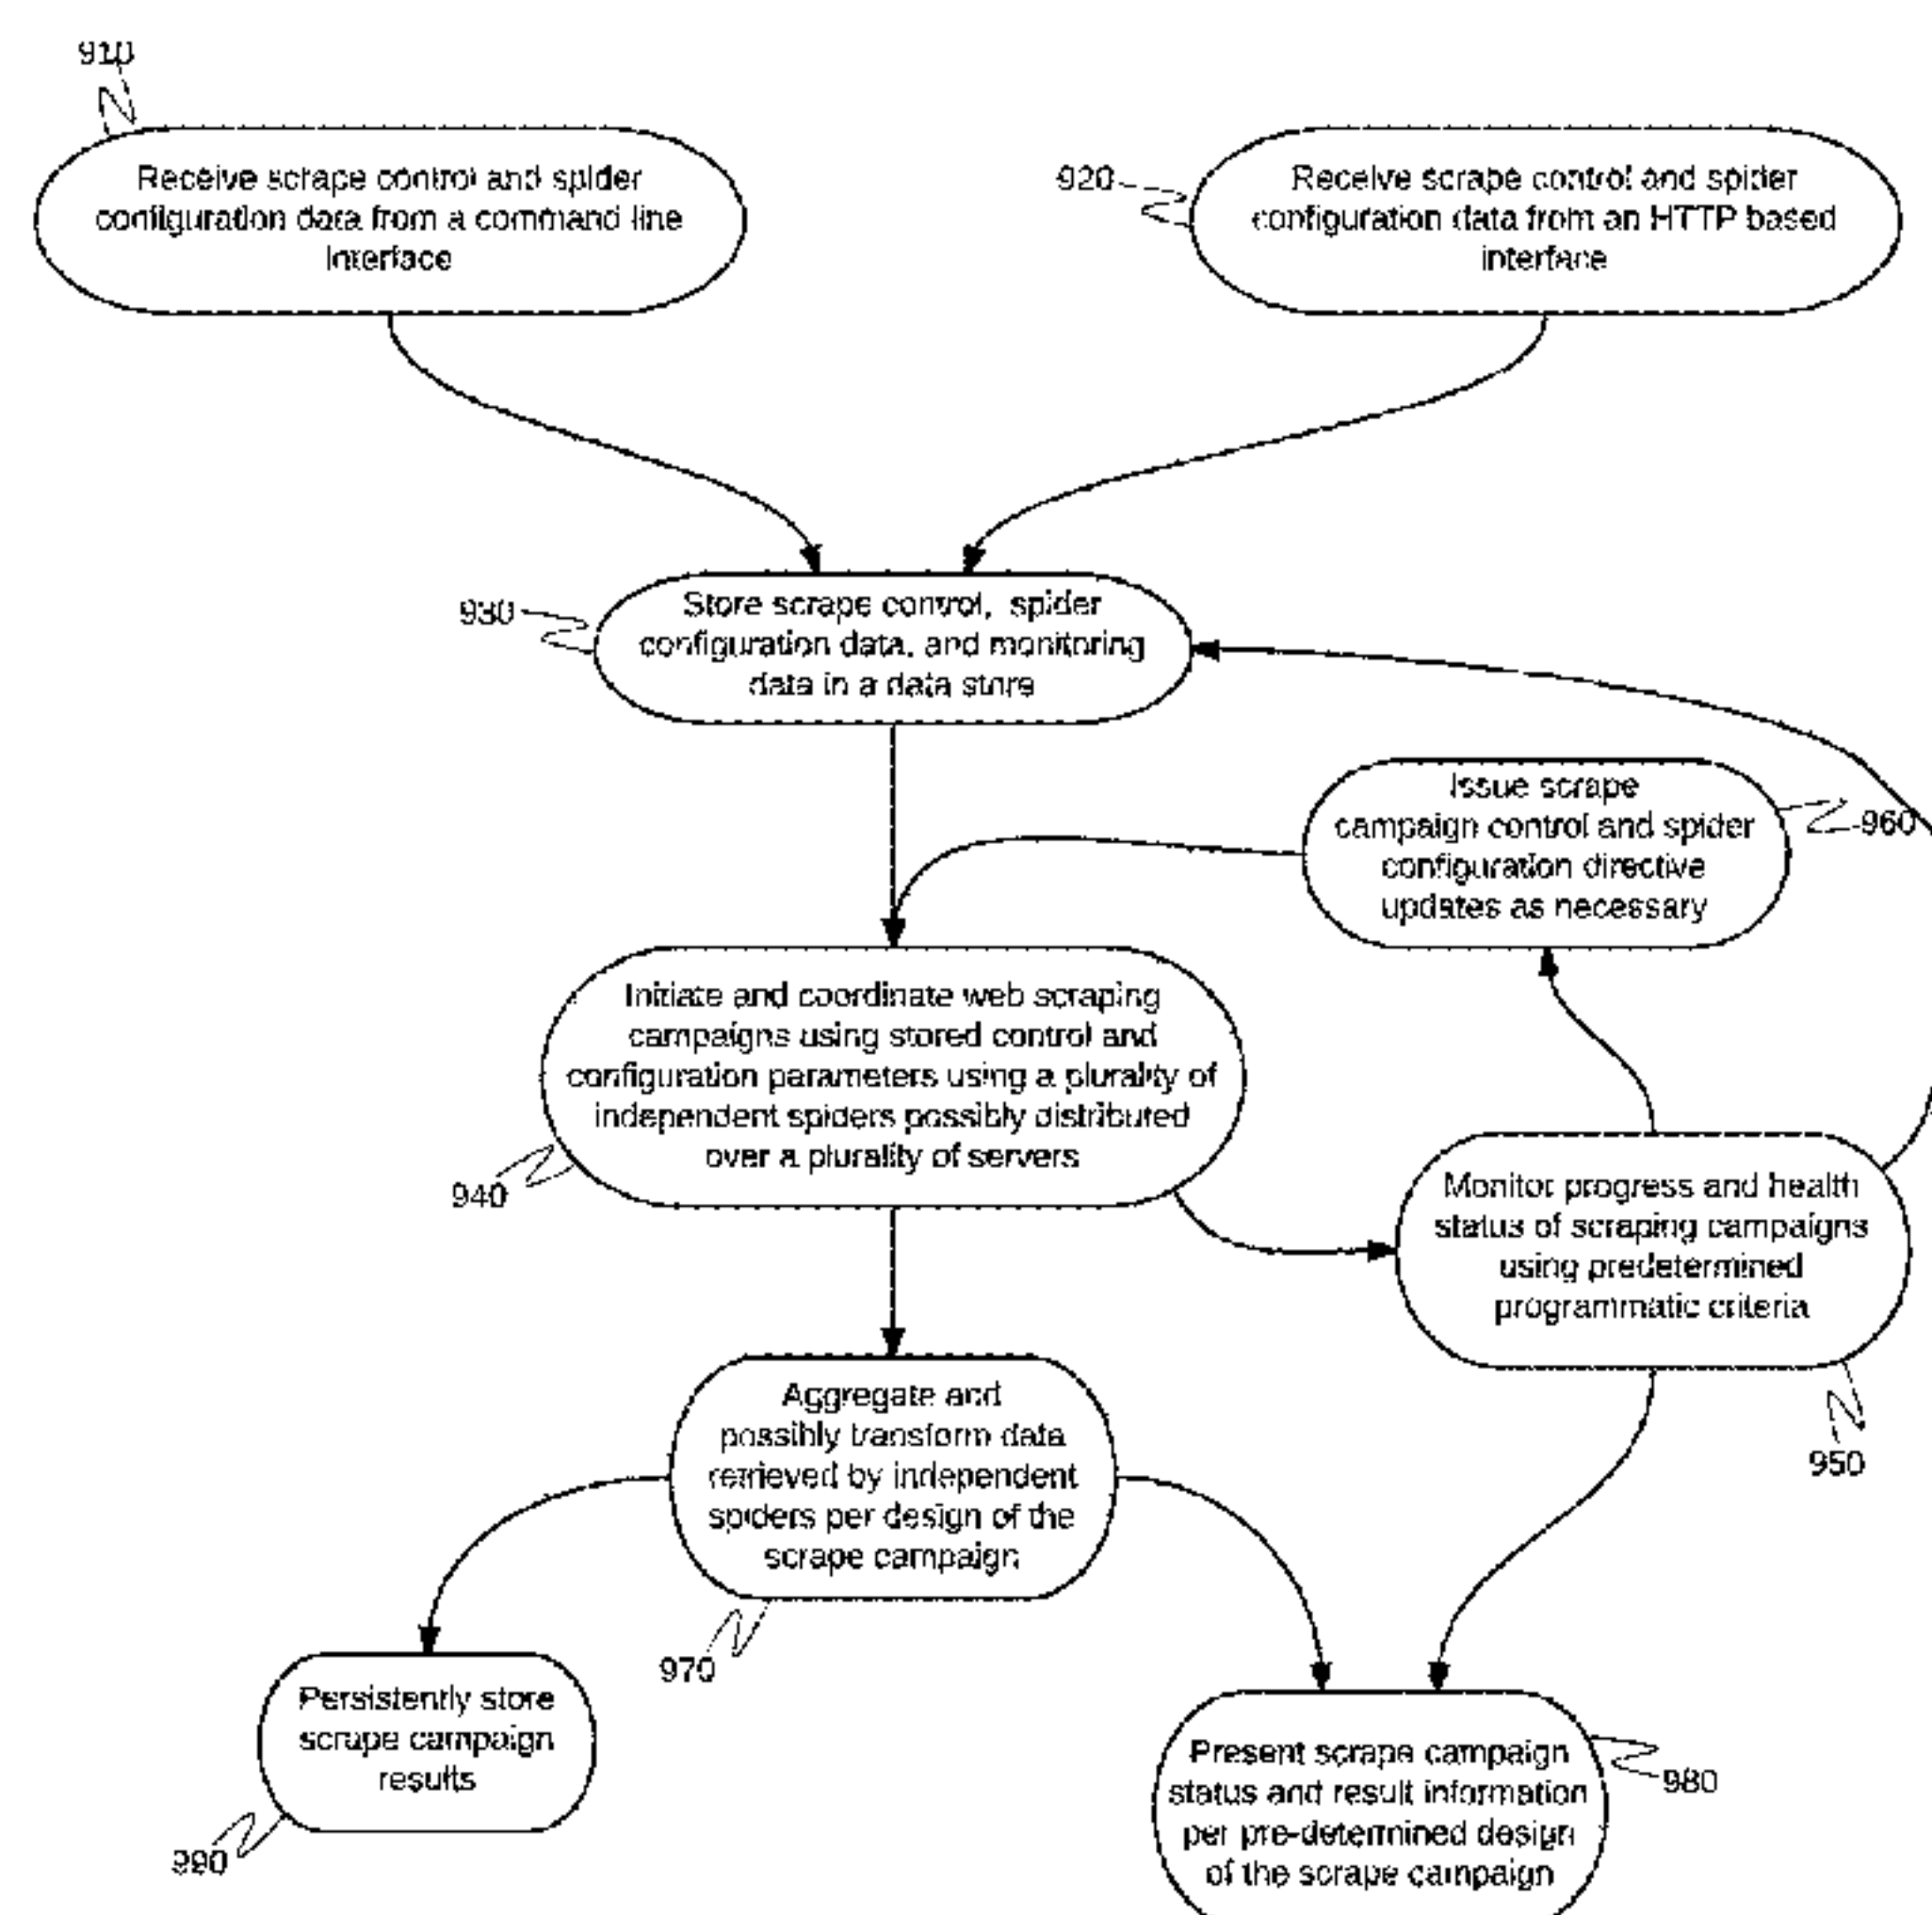 910
Receive scrape control and spider
configuration data from a command line
interface
920
Receive scrape control and spider
configuration data from an HTTP based
interface
930
Store scrape control, spider
configuration data, and monitoring
data in a data store
Issue scrape
campaign control and spider
configuration directive
updates as necessary
960
Initiate and coordinate web scraping
campaigns using stored control and
configuration parameters using a plurality of
independent spiders possibly distributed
over a plurality of servers
940
Monitor progress and health
status of scraping campaigns
using predetermined
programmatic criteria
950
Aggregate and
possibly transform data
retrieved by independent
spiders per design of the
scrape campaign
970
Persistently store
scrape campaign
results
990
Present scrape campaign
status and result information
per pre-determined design
of the scrape campaign
980